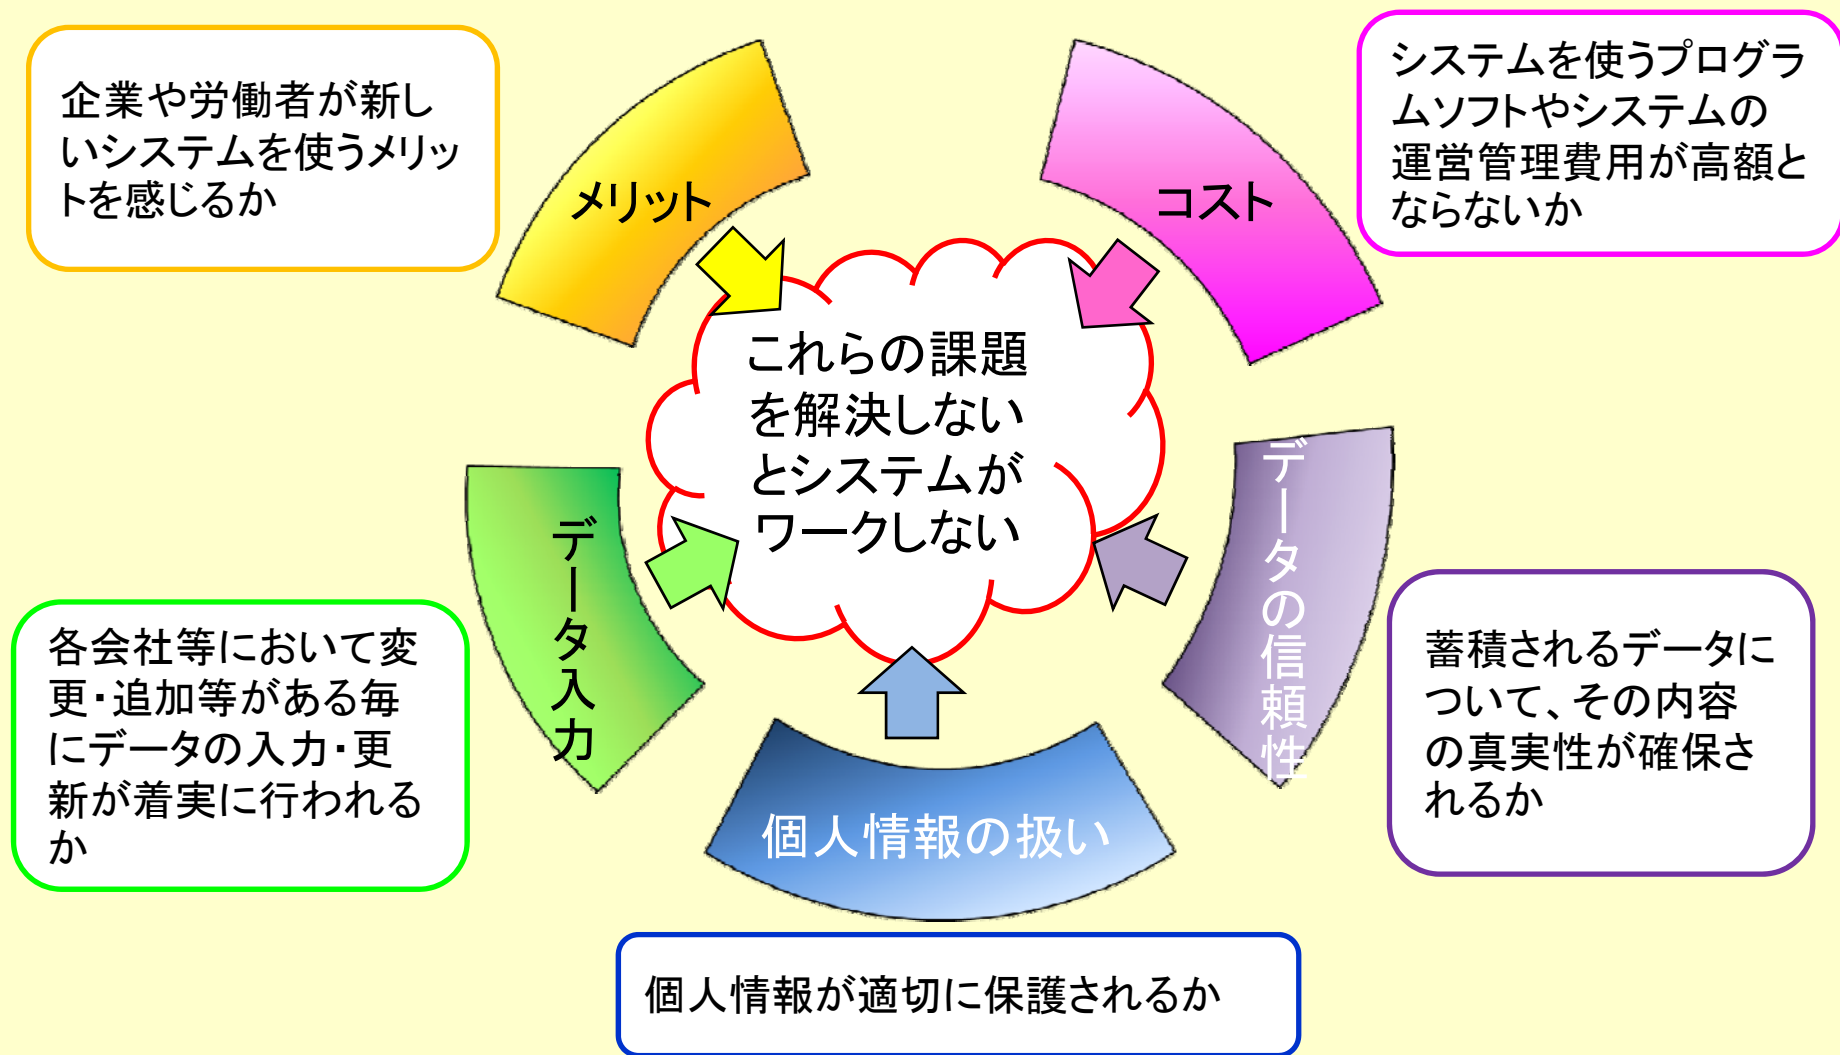 企業や労働者が新し
いシステムを使うメリッ
トを感じるか
メリット
コスト
システムを使うプログラ
ムソフトやシステムの
運営管理費用が高額と
ならないか
これらの課題
を解決しない
とシステムが
ワークしない
データ入力
データの信頼性
各会社等において変
更・追加等がある毎
にデータの入力・更
新が着実に行われる
か
蓄積されるデータに
ついて、その内容
の真実性が確保さ
れるか
個人情報の扱い
個人情報が適切に保護されるか